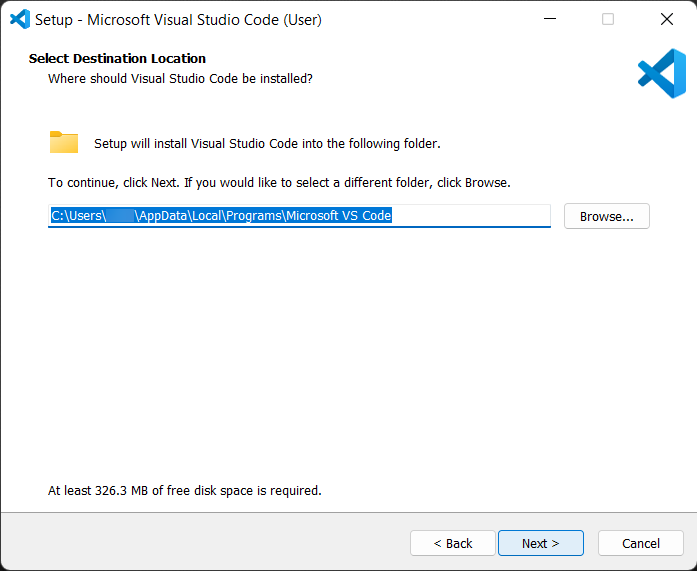 Setup - Microsoft Visual Studio Code (User)
Select Destination Location
Where should Visual Studio Code be installed?
Setup will install Visual Studio Code into the following folder.
To continue, click Next. If you would like to select a different folder, click Browse.
C:\Users\ \AppData\Local\Programs\Microsoft VS Code
Browse...
At least 326.3 MB of free disk space is required.
< Back
Next >
Cancel